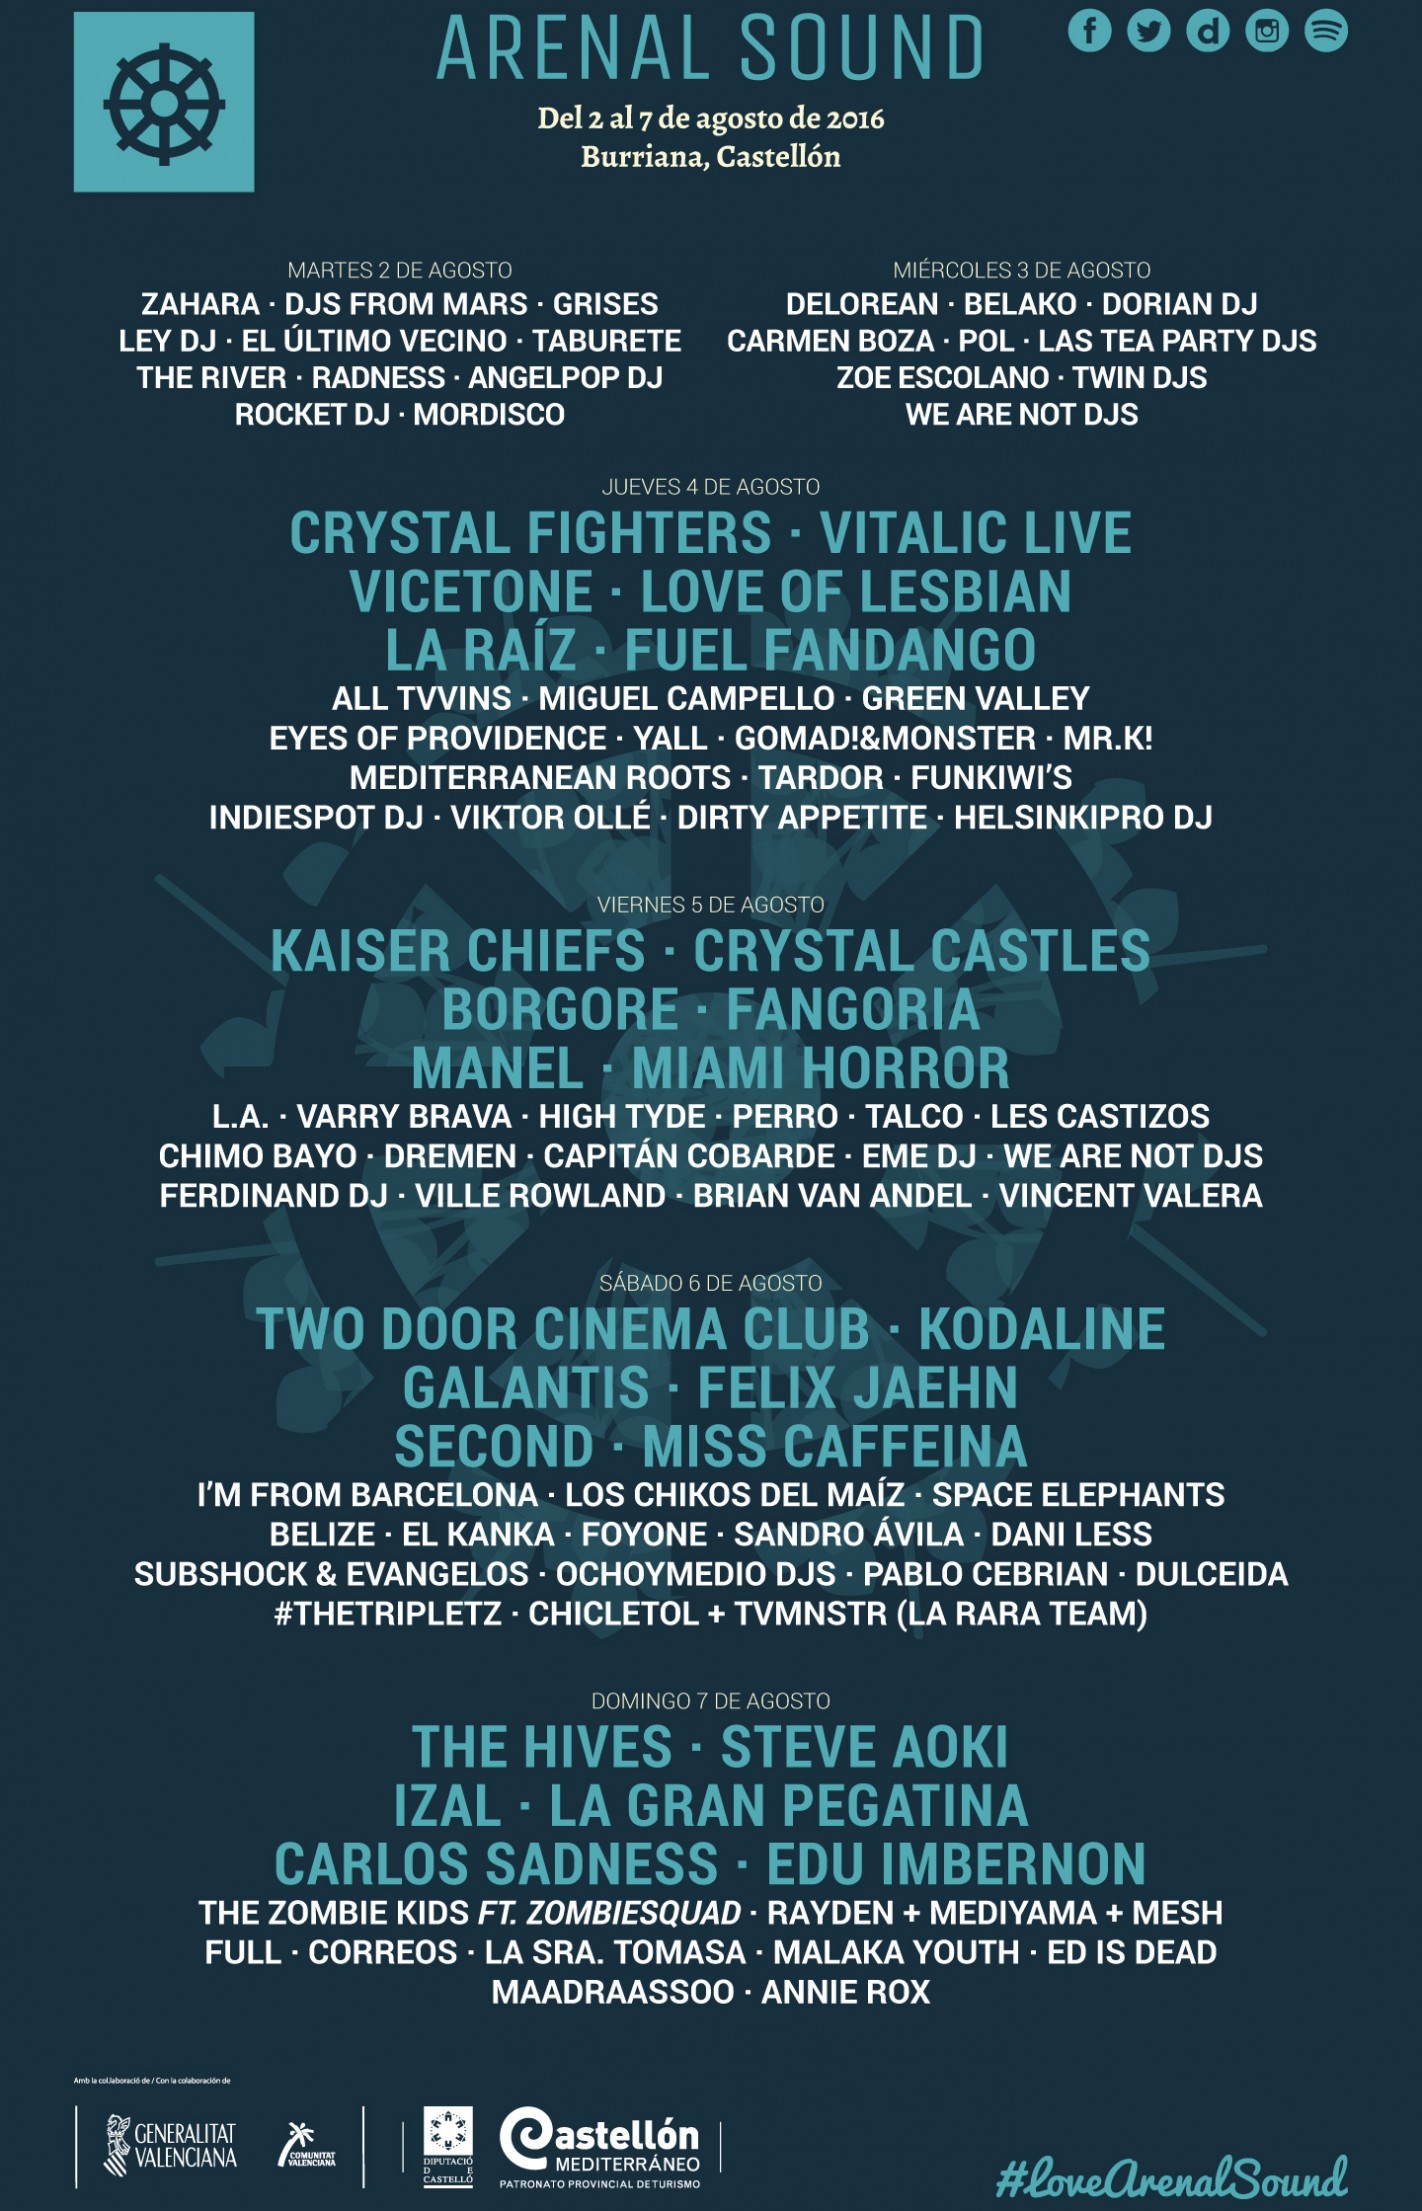 ARENAL SOUND
Del 2 al 7 de agosto de 2016
Burriana, Castellón
MARTES 2 DE AGOSTO
ZAHARA · DJS FROM MARS · GRISES
LEY DJ · EL ÚLTIMO VECINO · TABURETE
THE RIVER · RADNESS · ANGELPOP DJ
ROCKET DJ · MORDISCO
MIÉRCOLES 3 DE AGOSTO
DELOREAN · BELAKO · DORIAN DJ
CARMEN BOZA · POL · LAS TEA PARTY DJS
ZOE ESCOLANO · TWIN DJS
WE ARE NOT DJS
JUEVES 4 DE AGOSTO
CRYSTAL FIGHTERS · VITALIC LIVE
VICETONE · LOVE OF LESBIAN
LA RAÍZ · FUEL FANDANGO
ALL TVVINS · MIGUEL CAMPELLO · GREEN VALLEY
EYES OF PROVIDENCE · YALL · GOMAD!&MONSTER · MR.K!
MEDITERRANEAN ROOTS · TARDOR · FUNKIWI'S
INDIESPOT DJ · VIKTOR OLLÉ · DIRTY APPETITE · HELSINKIPRO DJ
VIERNES 5 DE AGOSTO
KAISER CHIEFS · CRYSTAL CASTLES
BORGORE · FANGORIA
MANEL · MIAMI HORROR
L.A. · VARRY BRAVA · HIGH TYDE · PERRO · TALCO · LES CASTIZOS
CHIMO BAYO · DREMEN · CAPITÁN COBARDE · EME DJ · WE ARE NOT DJS
FERDINAND DJ · VILLE ROWLAND · BRIAN VAN ANDEL · VINCENT VALERA
SÁBADO 6 DE AGOSTO
TWO DOOR CINEMA CLUB · KODALINE
GALANTIS · FELIX JAEHN
SECOND · MISS CAFFEINA
I'M FROM BARCELONA · LOS CHIKOS DEL MAÍZ · SPACE ELEPHANTS
BELIZE · EL KANKA · FOYONE · SANDRO ÁVILA · DANI LESS
SUBSHOCK & EVANGELOS · OCHOYMEDIO DJS · PABLO CEBRIAN · DULCEIDA
#THETRIPLETZ · CHICLETOL + TVMNSTR (LA RARA TEAM)
DOMINGO 7 DE AGOSTO
THE HIVES · STEVE AOKI
IZAL · LA GRAN PEGATINA
CARLOS SADNESS · EDU IMBERNON
THE ZOMBIE KIDS FT. ZOMBIESQUAD · RAYDEN + MEDIYAMA + MESH
FULL · CORREOS · LA SRA. TOMASA · MALAKA YOUTH · ED IS DEAD
MAADRAASSOO · ANNIE ROX
Amb la col.laboració de / Con la colaboración de
GENERALITAT
VALENCIANA
COMUNITAT
VALENCIANA
DIPUTACIÓ
D E
CASTELLÓ
Castellón
MEDITERRÁNEO
PATRONATO PROVINCIAL DE TURISMO
#LoveArenalSound